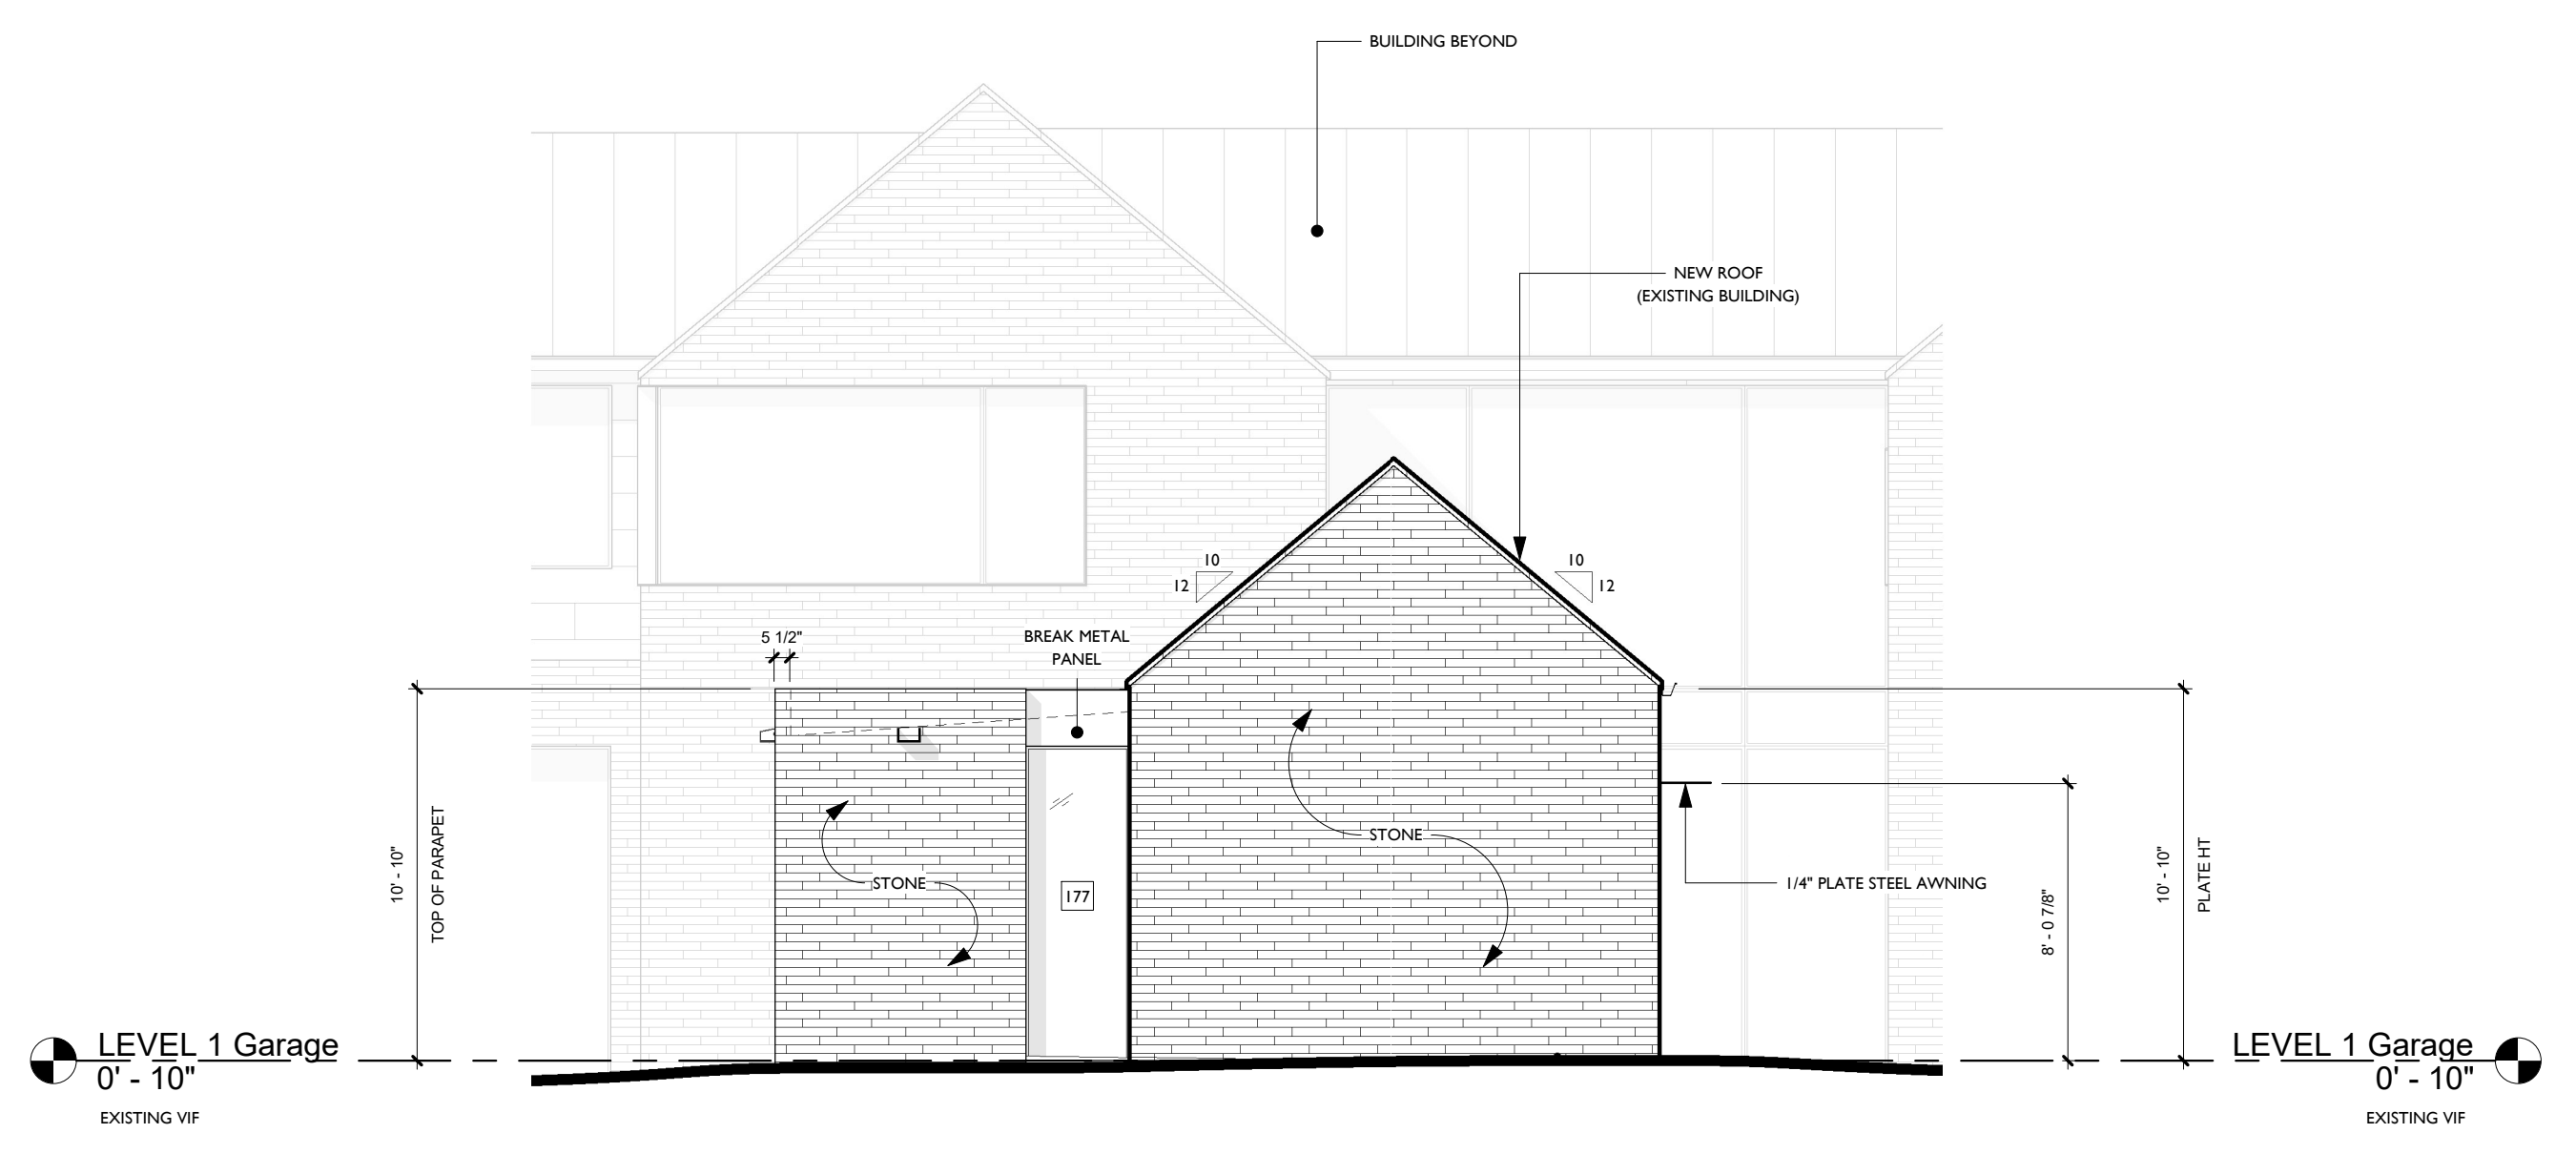 BUILDING BEYOND
NEW ROOF
(EXISTING BUILDING)
10
12
10
12
5 1/2"
BREAK METAL
PANEL
10' - 10"
TOP OF PARAPET
STONE
STONE
177
1/4" PLATE STEEL AWNING
8' - 0 7/8"
10' - 10"
PLATE HT
LEVEL 1 Garage
0' - 10"
EXISTING VIF
LEVEL 1 Garage
0' - 10"
EXISTING VIF